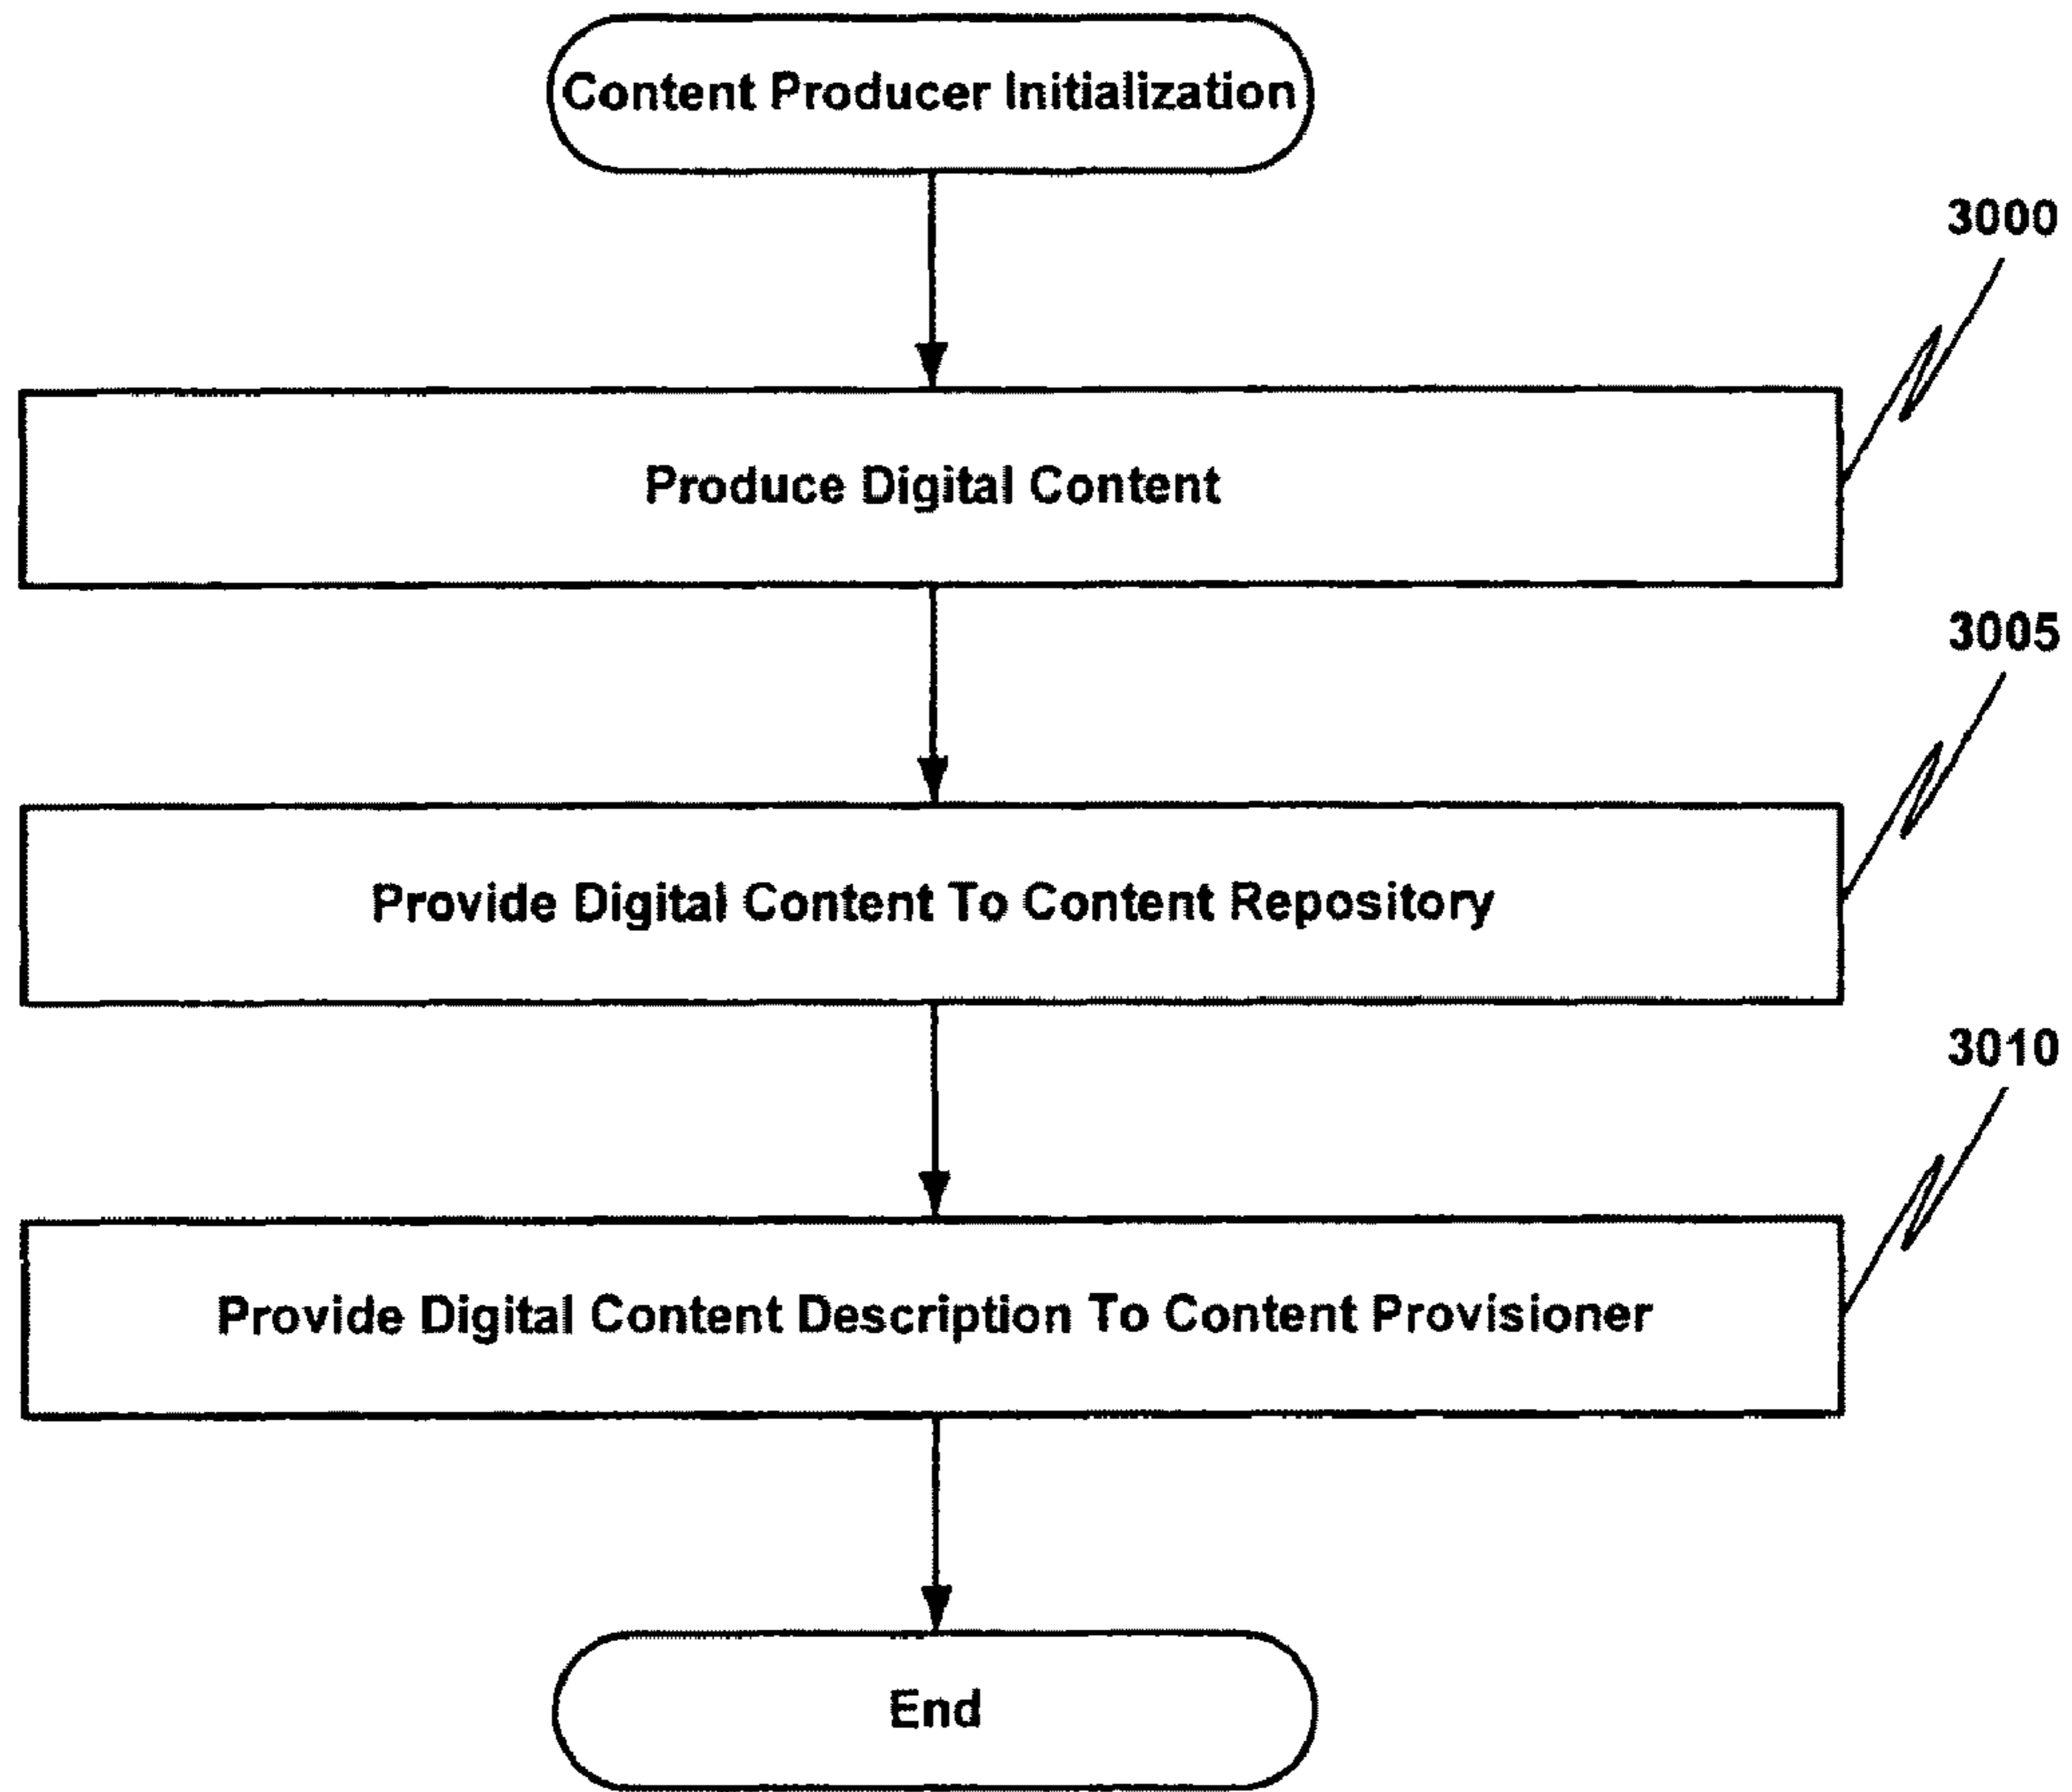 Content Producer Initialization
3000
Produce Digital Content
3005
Provide Digital Content To Content Repository
3010
Provide Digital Content Description To Content Provisioner
End